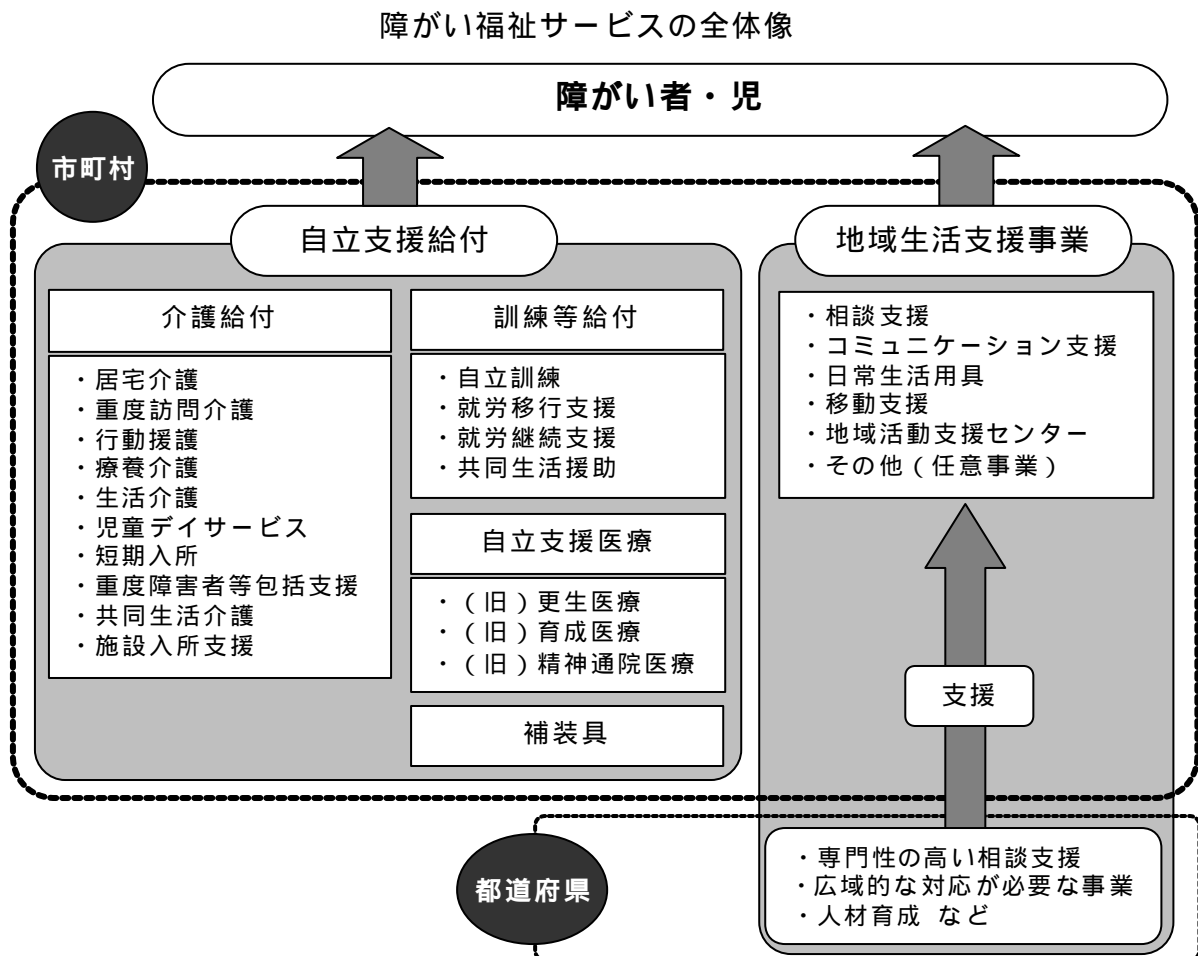 障がい福祉サービスの全体像
障がい者・児
市町村
自立支援給付
介護給付
・居宅介護
・重度訪問介護
・行動援護
・療養介護
・生活介護
・児童デイサービス
・短期入所
・重度障害者等包括支援
・共同生活介護
・施設入所支援
訓練等給付
・自立訓練
・就労移行支援
・就労継続支援
・共同生活援助
自立支援医療
・（旧）更生医療
・（旧）育成医療
・（旧）精神通院医療
補装具
地域生活支援事業
・相談支援
・コミュニケーション支援
・日常生活用具
・移動支援
・地域活動支援センター
・その他（任意事業）
支援
都道府県
・専門性の高い相談支援
・広域的な対応が必要な事業
・人材育成 など